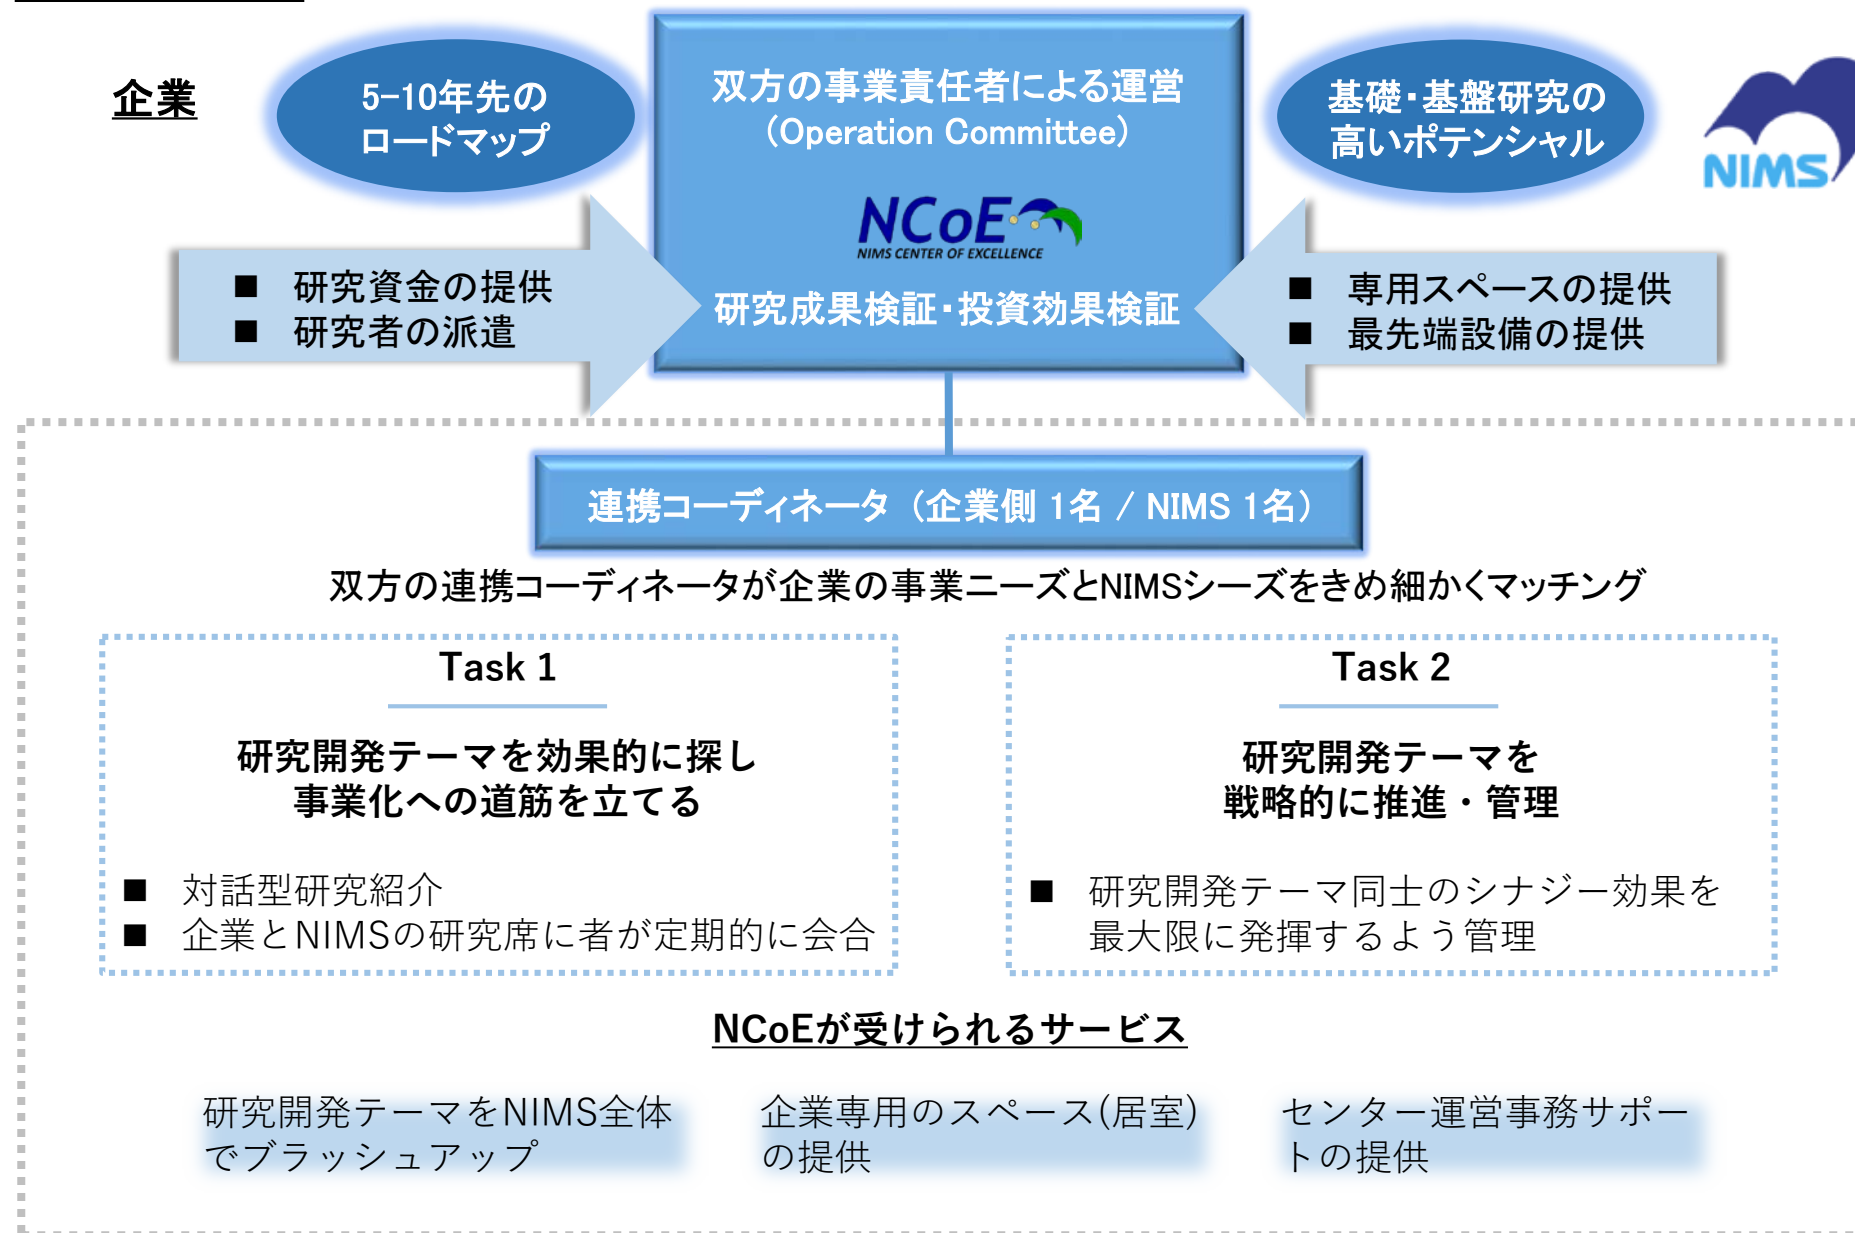 企業
5-10年先の
ロードマップ
双方の事業責任者による運営
（Operation Committee）
NCoE
NIMS CENTER OF EXCELLENCE
研究成果検証・投資効果検証
基礎・基盤研究の
高いポテンシャル
NIMS
■ 研究資金の提供
■ 研究者の派遣
■ 専用スペースの提供
■ 最先端設備の提供
連携コーディネータ（企業側 1名 / NIMS 1名）
双方の連携コーディネータが企業の事業ニーズとNIMSシーズをきめ細かくマッチング
Task 1
研究開発テーマを効果的に探し
事業化への道筋を立てる
■ 対話型研究紹介
■ 企業とNIMSの研究席に者が定期的に会合
Task 2
研究開発テーマを
戦略的に推進・管理
■ 研究開発テーマ同士のシナジー効果を
最大限に発揮するよう管理
NCoEが受けられるサービス
研究開発テーマをNIMS全体
でブラッシュアップ
企業専用のスペース(居室)
の提供
センター運営事務サポー
トの提供